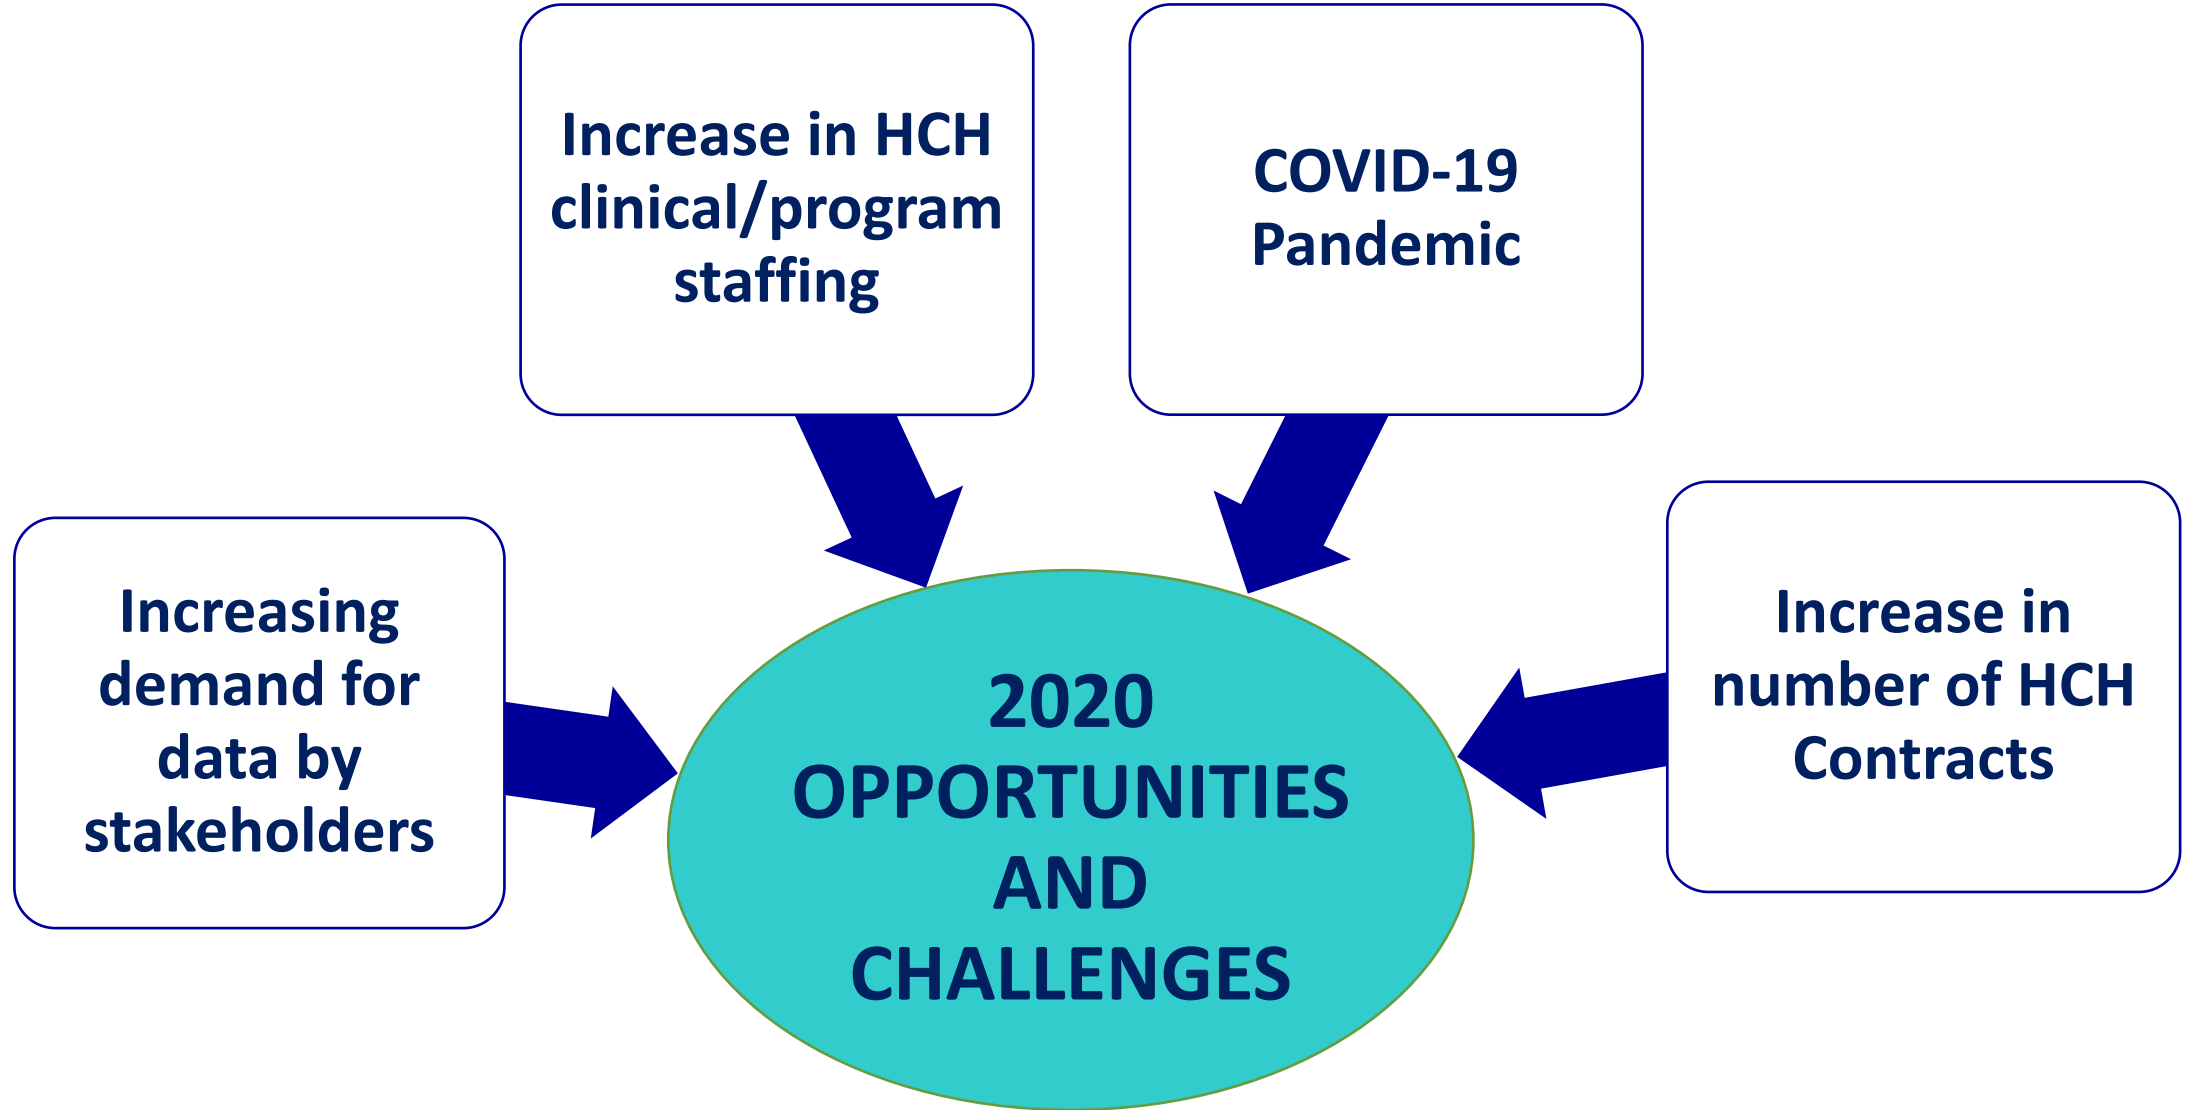 Increase in HCH
clinical/program
staffing
COVID-19
Pandemic
Increasing
demand for
data by
stakeholders
2020
OPPORTUNITIES
AND
CHALLENGES
Increase in
number of HCH
Contracts